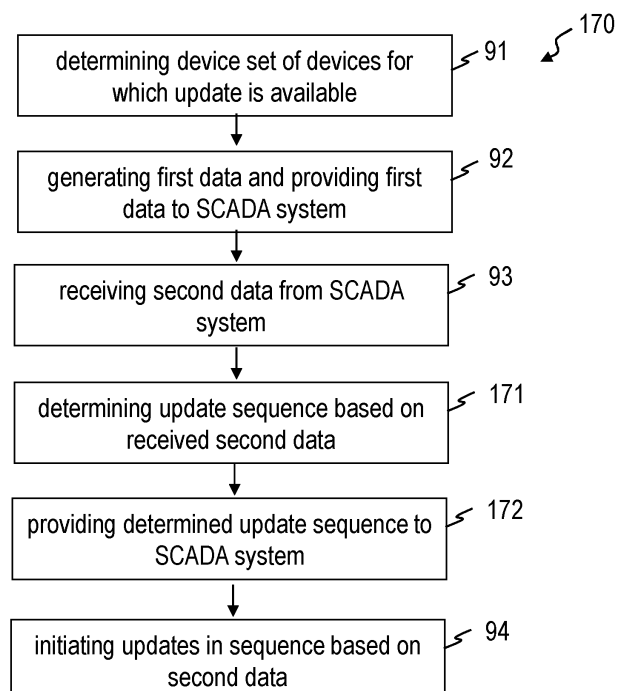 170
determining device set of devices for
which update is available
91
generating first data and providing first
data to SCADA system
92
receiving second data from SCADA
system
93
determining update sequence based on
received second data
171
providing determined update sequence to
SCADA system
172
initiating updates in sequence based on
second data
94